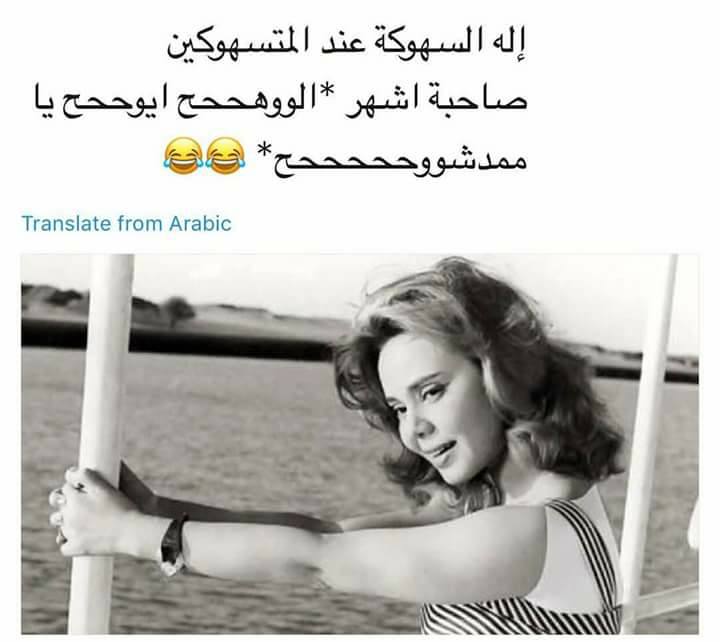 إله السهوكة عند المتسهوكين
صاحبة اشهر *الووهححح ايوححح يا
ممدشووحححححح* 😂😂
Translate from Arabic